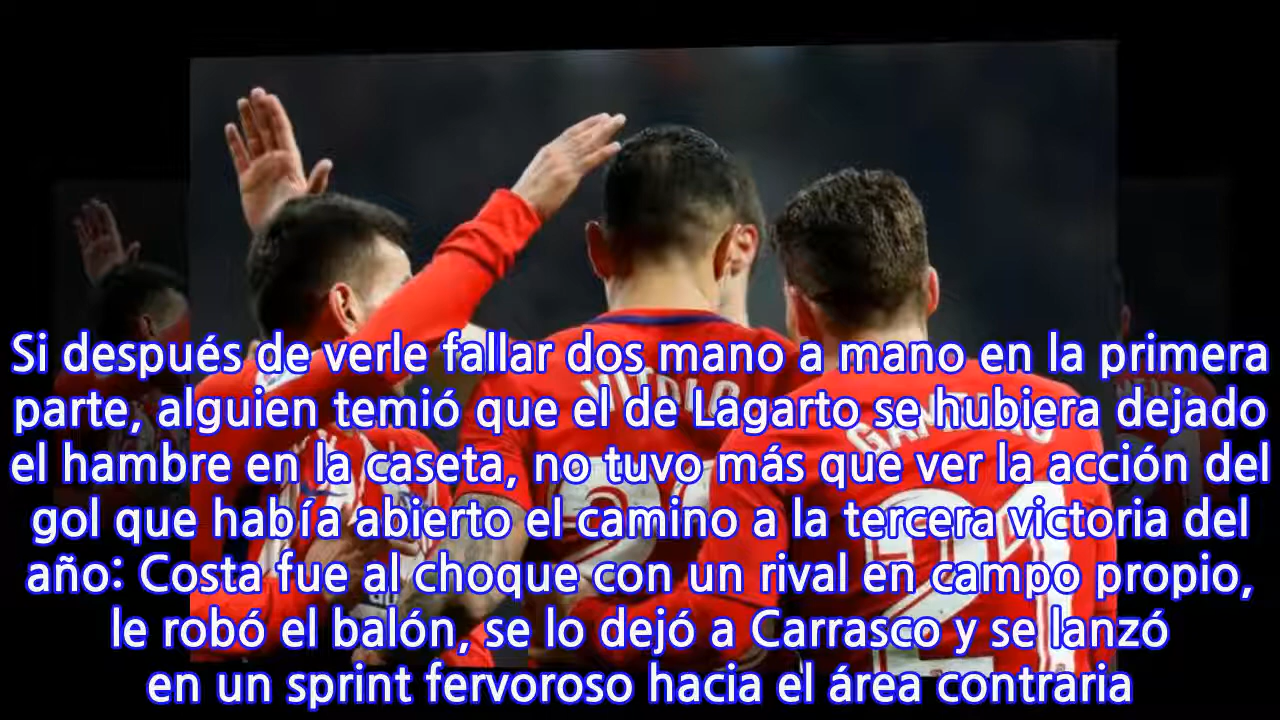 VITOLO
GAMEIRO
21
Si después de verle fallar dos mano a mano en la primera
parte, alguien temió que el de Lagarto se hubiera dejado
el hambre en la caseta, no tuvo más que ver la acción del
gol que había abierto el camino a la tercera victoria del
año: Costa fue al choque con un rival en campo propio,
le robó el balón, se lo dejó a Carrasco y se lanzó
en un sprint fervoroso hacia el área contraria